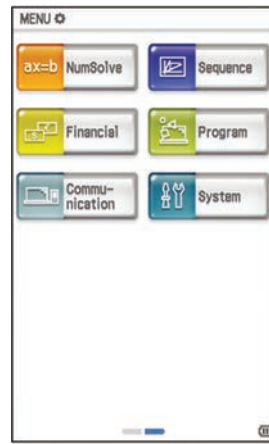 MENU
ax=b NumSolve
Sequence
Financial
Program
Commu-
nication
System